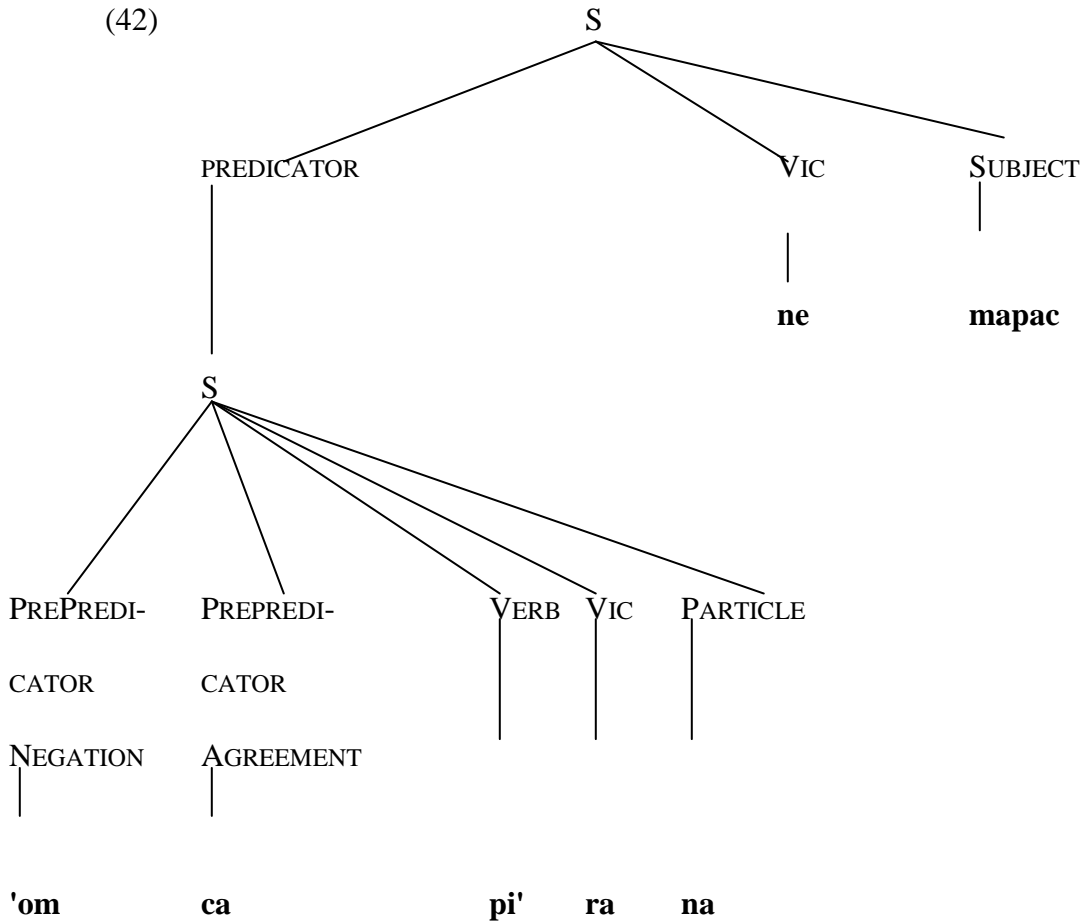 (42) S
PREDICATOR VIC SUBJECT
ne mapac
S
PREPREDI- PREPREDI- VERB VIC PARTICLE
CATOR CATOR
NEGATION AGREEMENT
'om ca pi' ra na